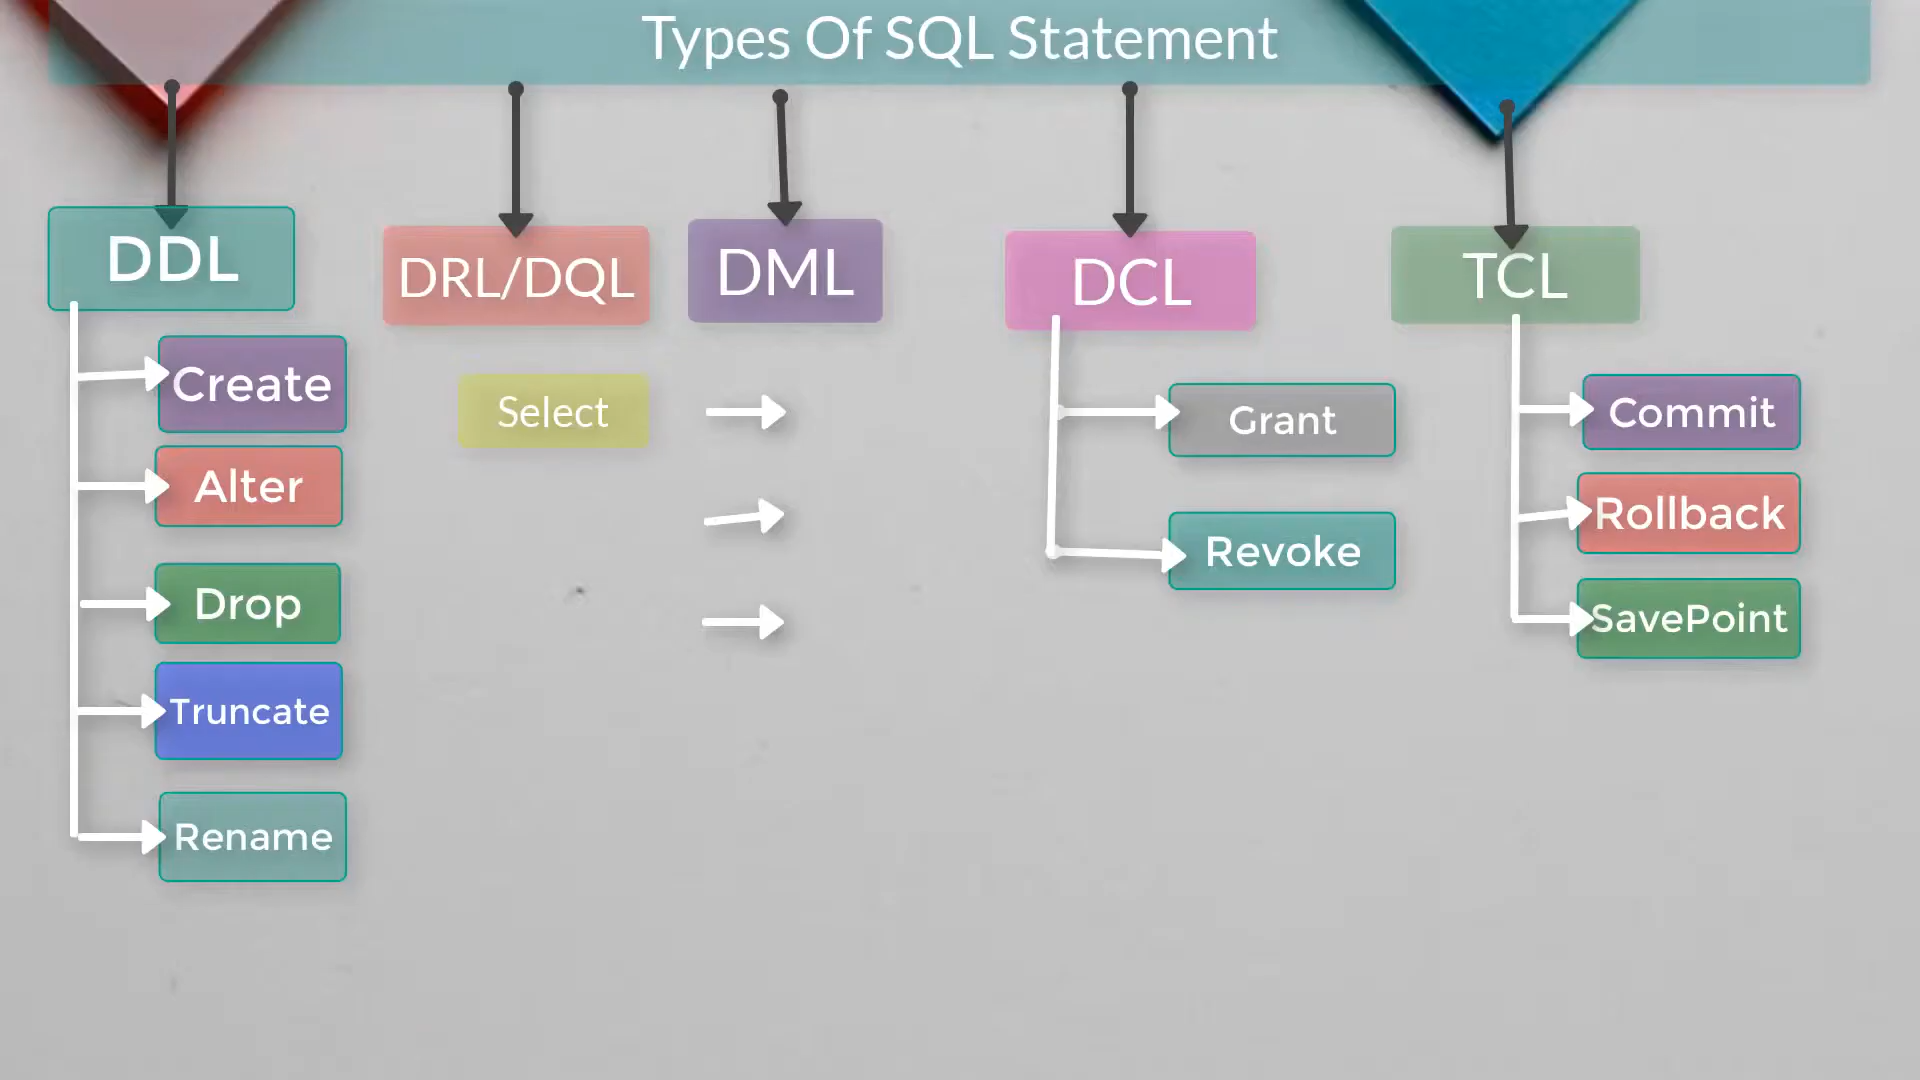 Types Of SQL Statement
DDL
Create
Alter
Drop
Truncate
Rename
DRL/DQL
Select
DML
DCL
Grant
Revoke
TCL
Commit
Rollback
SavePoint